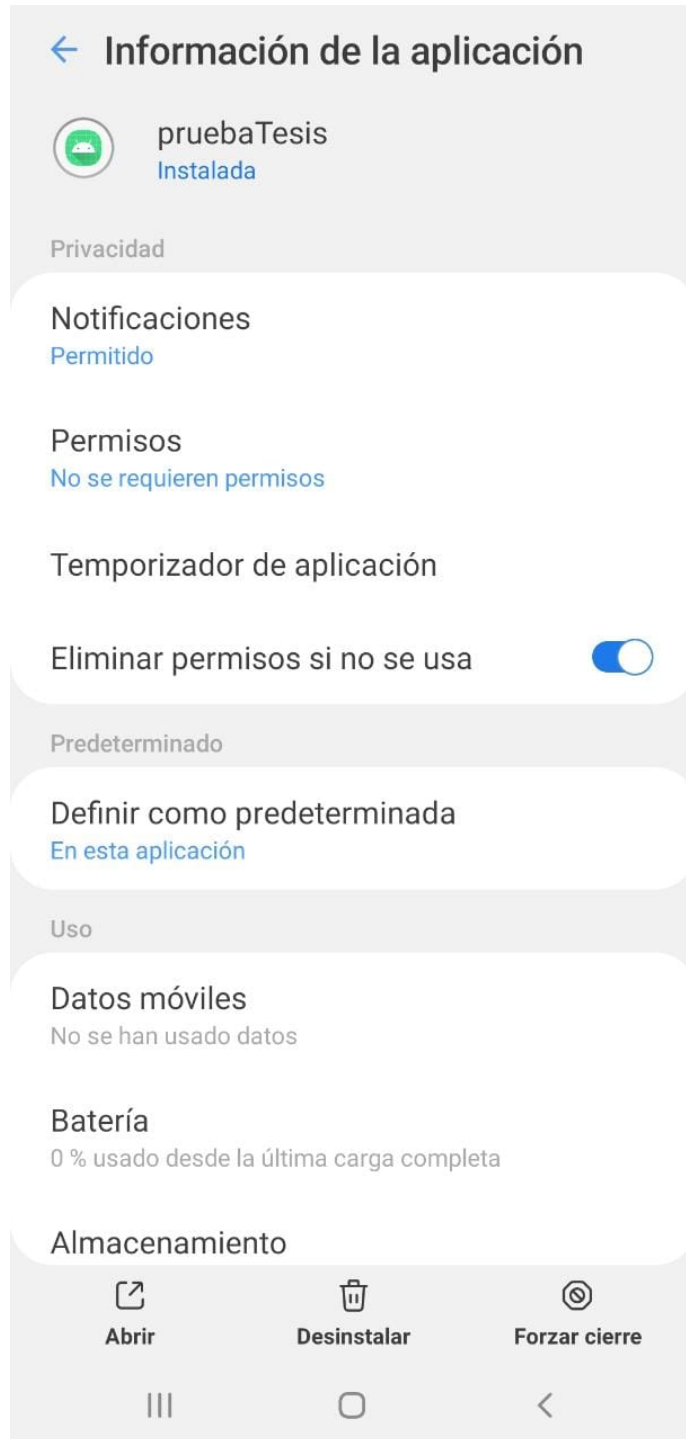 Información de la aplicación
pruebaTesis
Instalada
Privacidad
Notificaciones
Permitido
Permisos
No se requieren permisos
Temporizador de aplicación
Eliminar permisos si no se usa
Predeterminado
Definir como predeterminada
En esta aplicación
Uso
Datos móviles
No se han usado datos
Batería
0 % usado desde la última carga completa
Almacenamiento
Abrir Desinstalar Forzar cierre